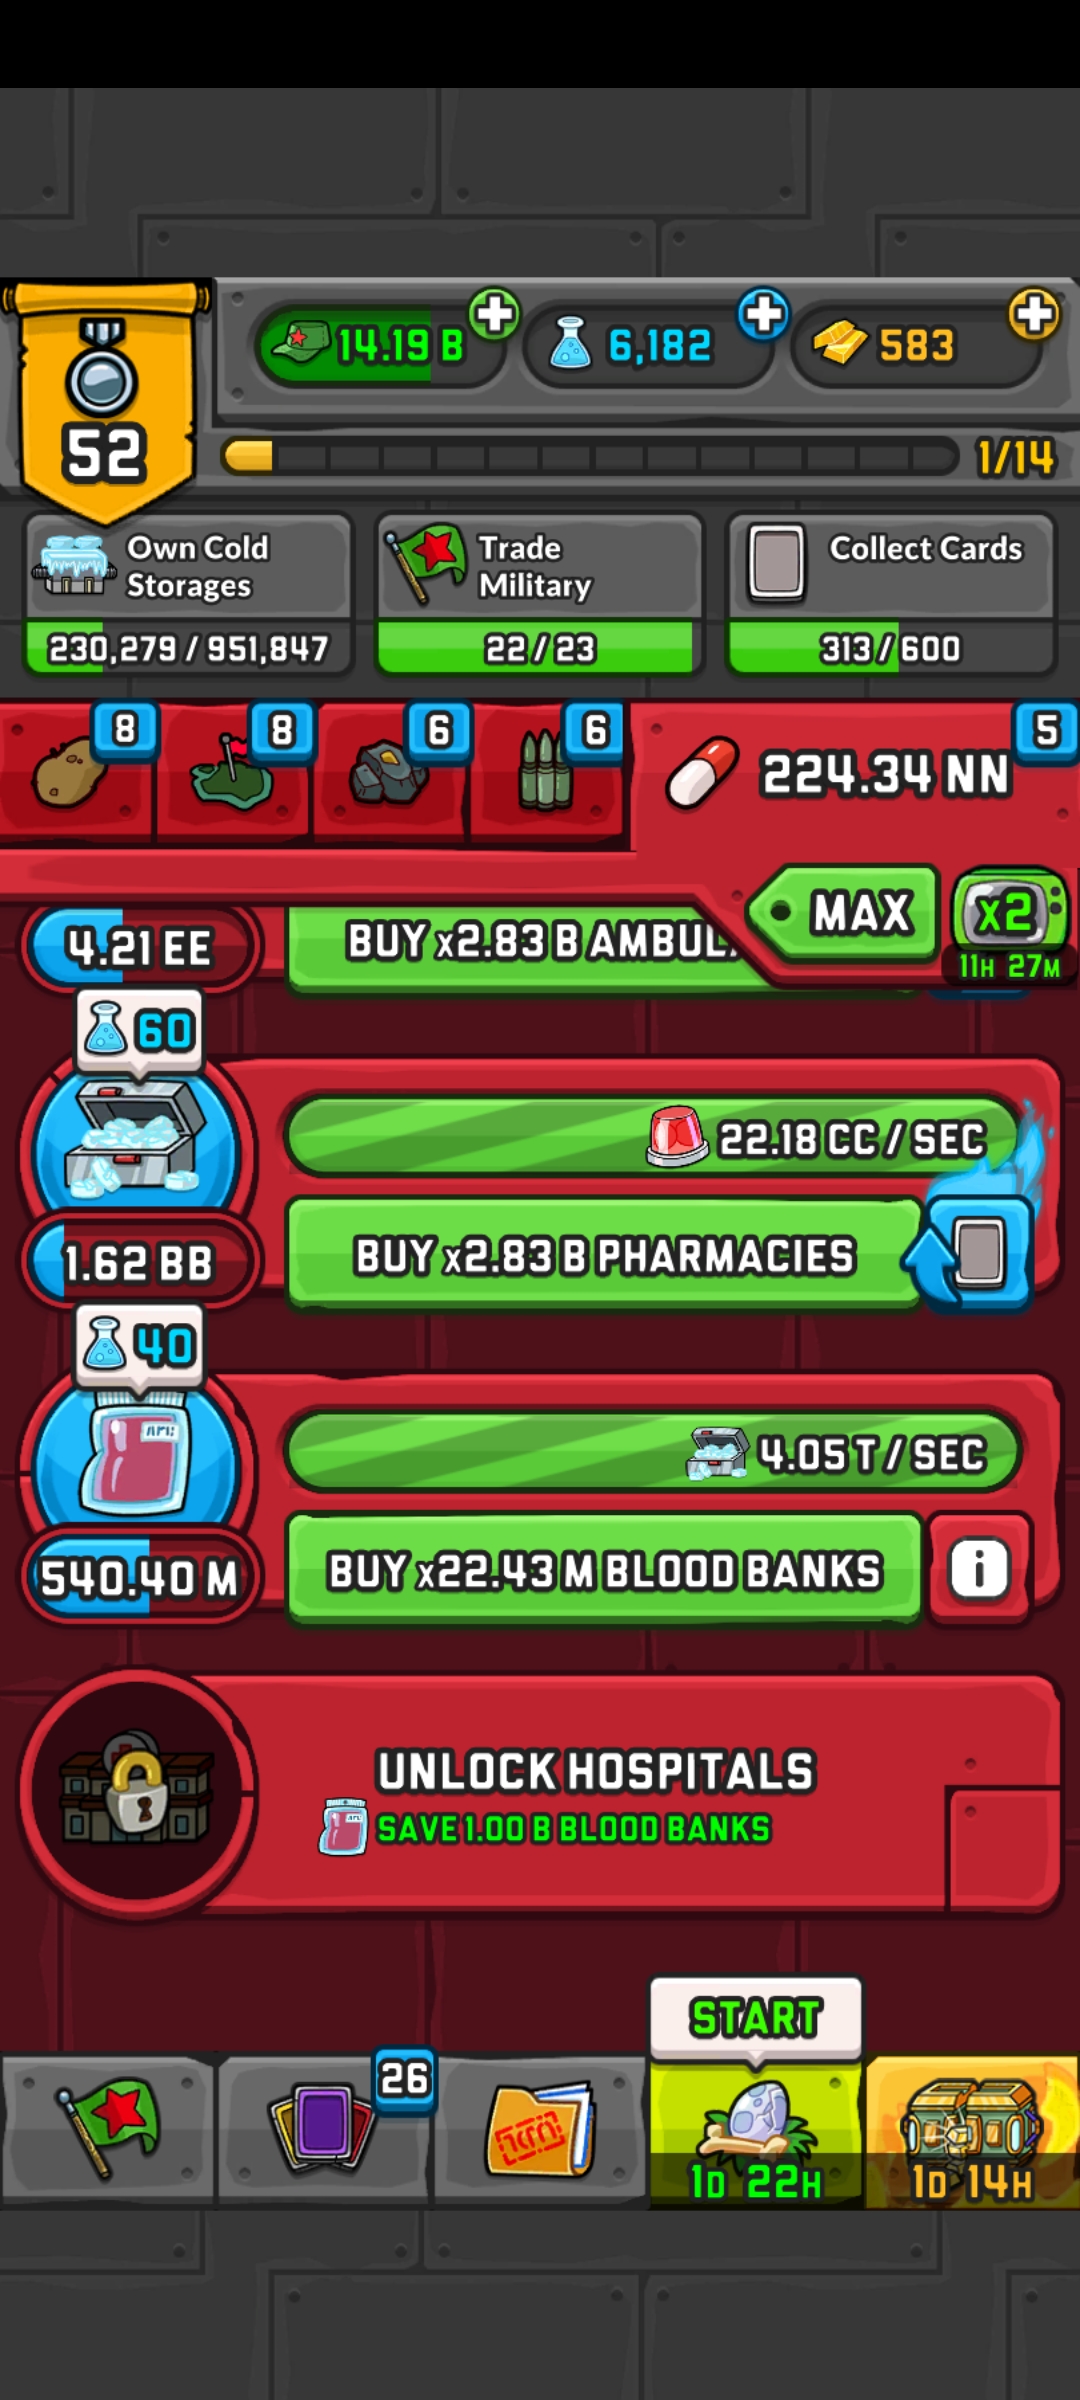 14.19 B
6,182
583
52
1/14
Own Cold
Storages
230,279 / 951,847
Trade
Military
22 / 23
Collect Cards
313 / 600
8
8
6
6
5
224.34 NN
MAX
x2
11H 27M
4.21 EE
BUY x2.83 B
60
22.18 CC / SEC
1.62 BB
BUY x2.83 B PHARMACIES
40
4.05 T / SEC
540.40 M
BUY x22.43 M BLOOD BANKS
i
UNLOCK HOSPITALS
SAVE 1.00 B BLOOD BANKS
START
26
1D 22H
1D 14H